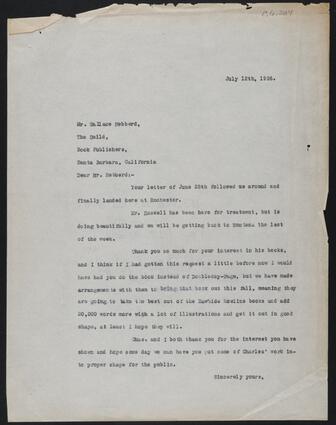 July 12th, 1926.
Mr. Wallace Hebberd,
The Guild,
Book Publishers,
Santa Barbara, California
Dear Mr. Hebberd:-
Your letter of June 25th followed us around and
finally landed here at Rochester.
Mr. Russell has been here for treatment, but is
doing beautifully and we will be getting back to Montana the last
of the week.
Thank you so much for your interest in his books,
and I think if I had gotten this request a little before now I would
have had you do the book instead of Doubleday-Page, but we have made
arrangements with them to bring that book out this fall, meaning they
are going to take the best out of the Rawhide Rawlins books and add
20,000 words more with a lot of illustrations and get it out in good
shape, at least I hope they will.
Chas. and I both thank you for the interest you have
shown and hope some day we can have you put some of Charles' work in-
to proper shape for the public.
Sincerely yours,